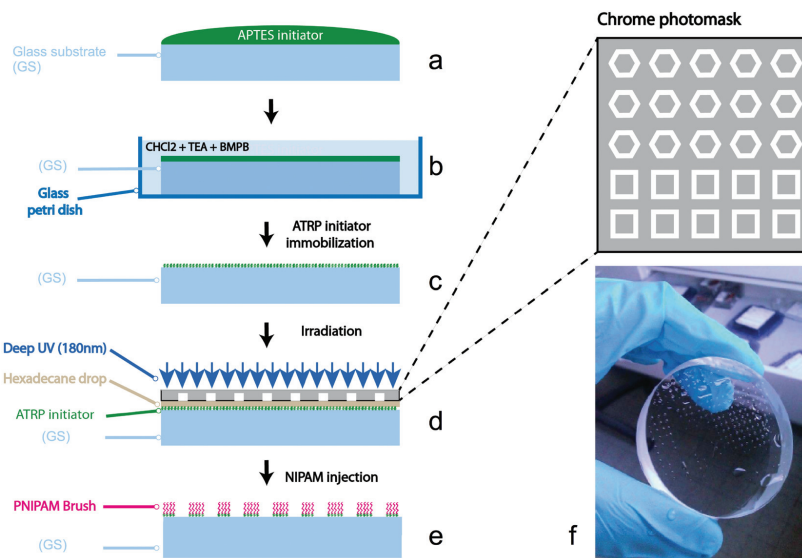 Chrome photomask
APTES initiator
Glass substrate
(GS)
a
CHCl2 + TEA + BMPB
(GS)
b
Glass
petri dish
ATRP initiator
immobilization
(GS)
c
Irradiation
Deep UV (180nm)
Hexadecane drop
ATRP initiator
(GS)
d
NIPAM injection
PNIPAM Brush
(GS)
e
f